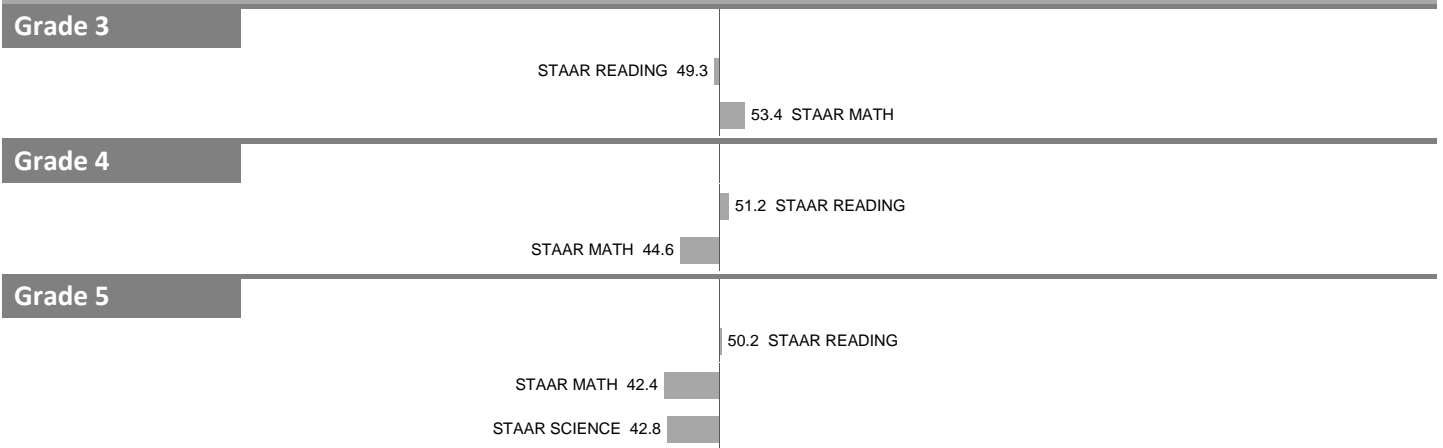 Grade 3
STAAR READING 49.3
53.4 STAAR MATH
Grade 4
51.2 STAAR READING
STAAR MATH 44.6
Grade 5
50.2 STAAR READING
STAAR MATH 42.4
STAAR SCIENCE 42.8